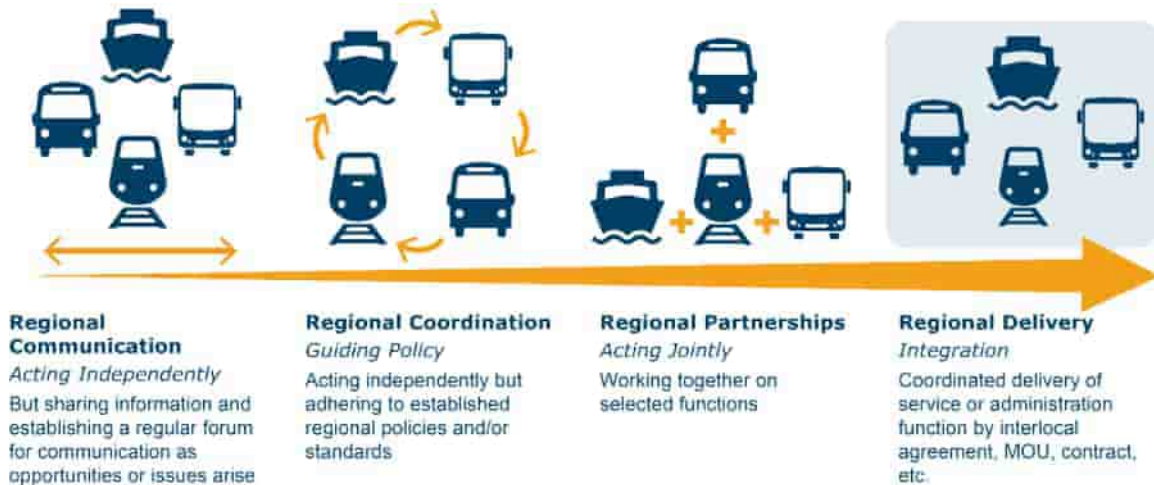 Regional
Communication
Acting Independently
But sharing information and
establishing a regular forum
for communication as
opportunities or issues arise
Regional Coordination
Guiding Policy
Acting independently but
adhering to established
regional policies and/or
standards
Regional Partnerships
Acting Jointly
Working together on
selected functions
Regional Delivery
Integration
Coordinated delivery of
service or administration
function by interlocal
agreement, MOU, contract,
etc.